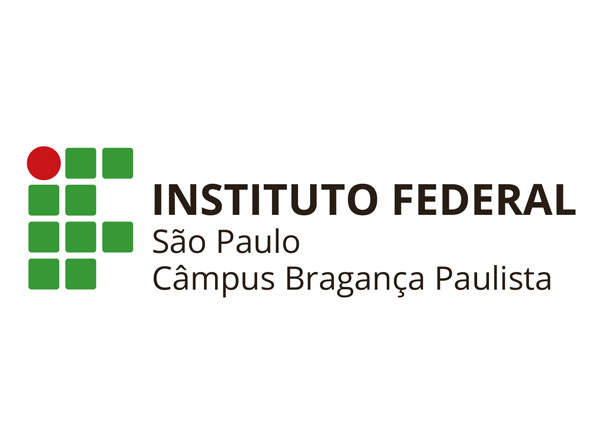 INSTITUTO FEDERAL
São Paulo
Câmpus Bragança Paulista